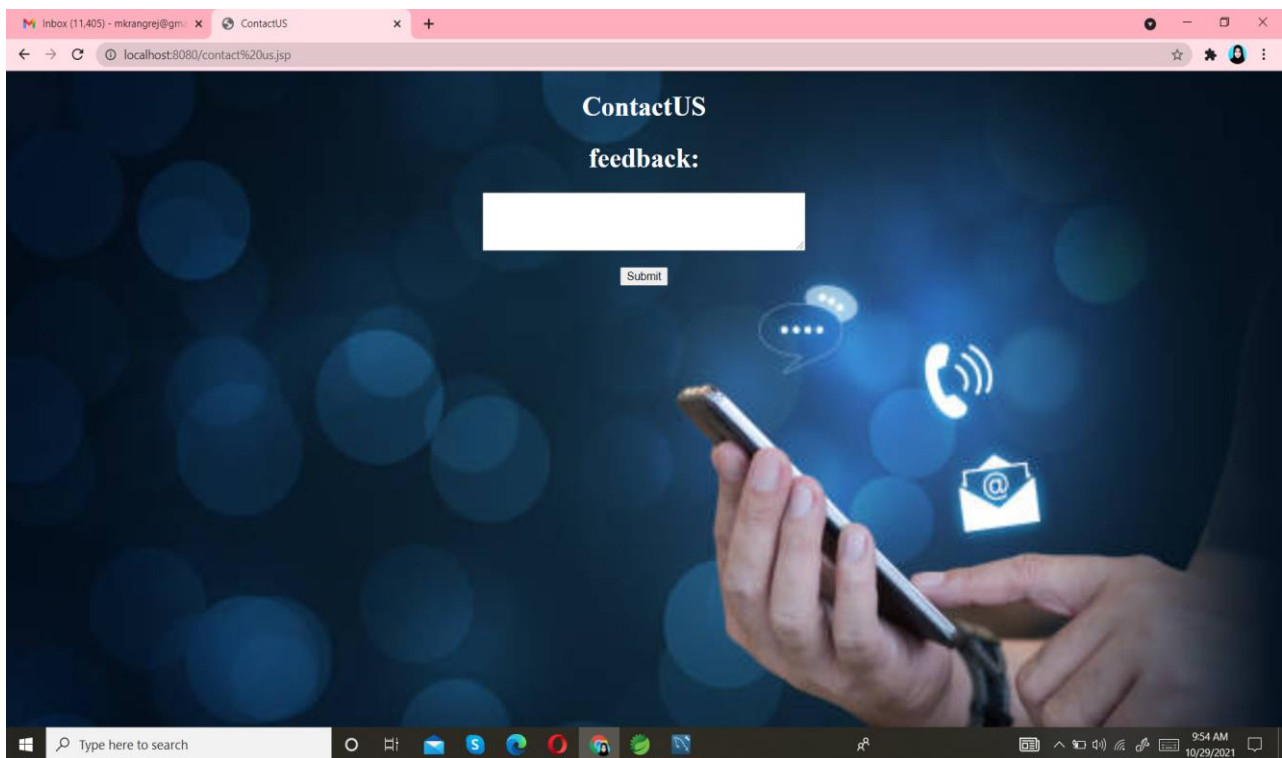 Inbox (11,405) - mkrangrej@gma
ContactUS
localhost:8080/contact%20us.jsp
ContactUS
feedback:
Submit
@
Type here to search
9:54 AM
10/29/2021